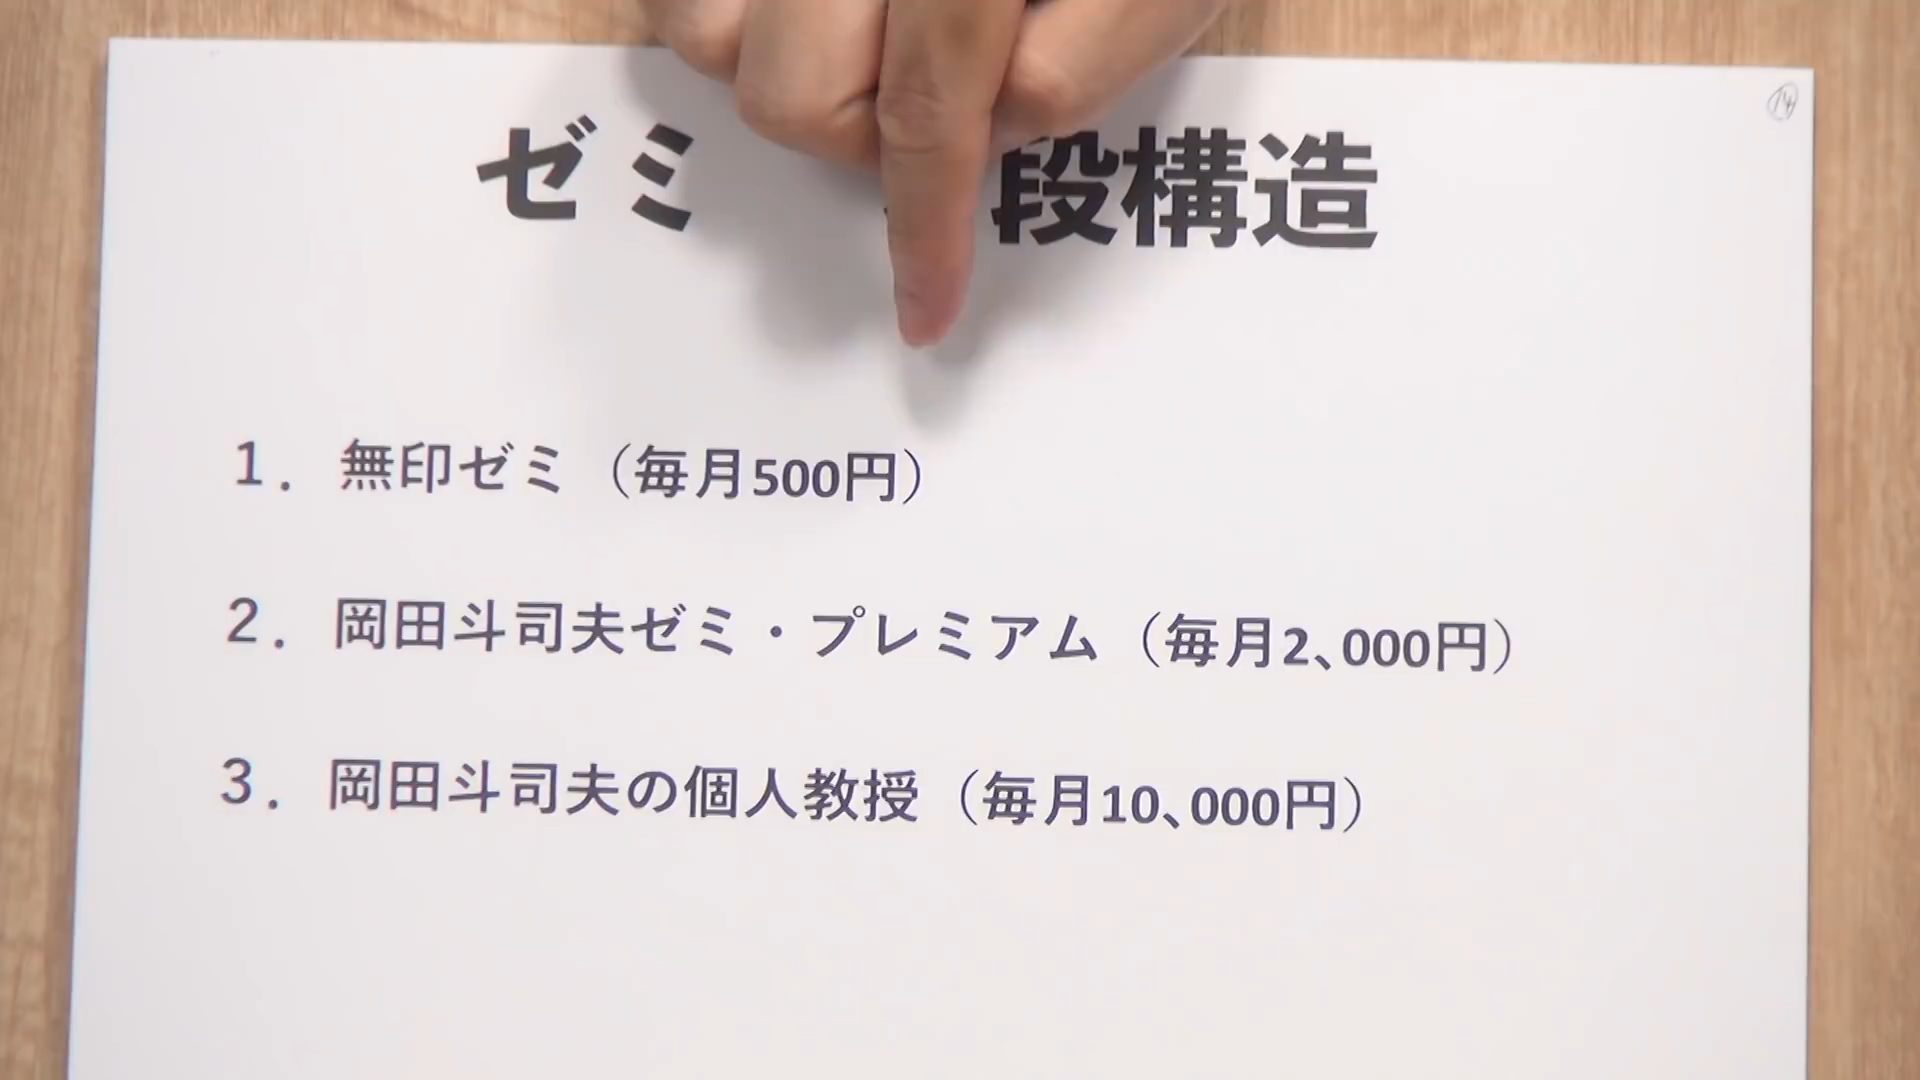 ゼミ 段構造
14
1. 無印ゼミ（毎月500円）
2. 岡田斗司夫ゼミ・プレミアム（毎月2、000円）
3. 岡田斗司夫の個人教授（毎月10、000円）